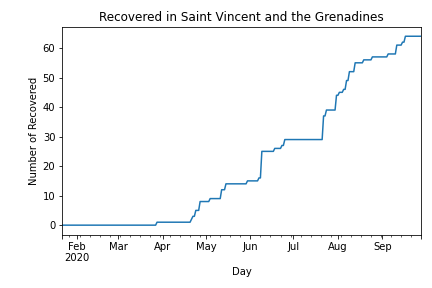 Recovered in Saint Vincent and the Grenadines
Number of Recovered
60
50
40
30
20
10
0
Feb Mar Apr May Jun Jul Aug Sep
2020
Day